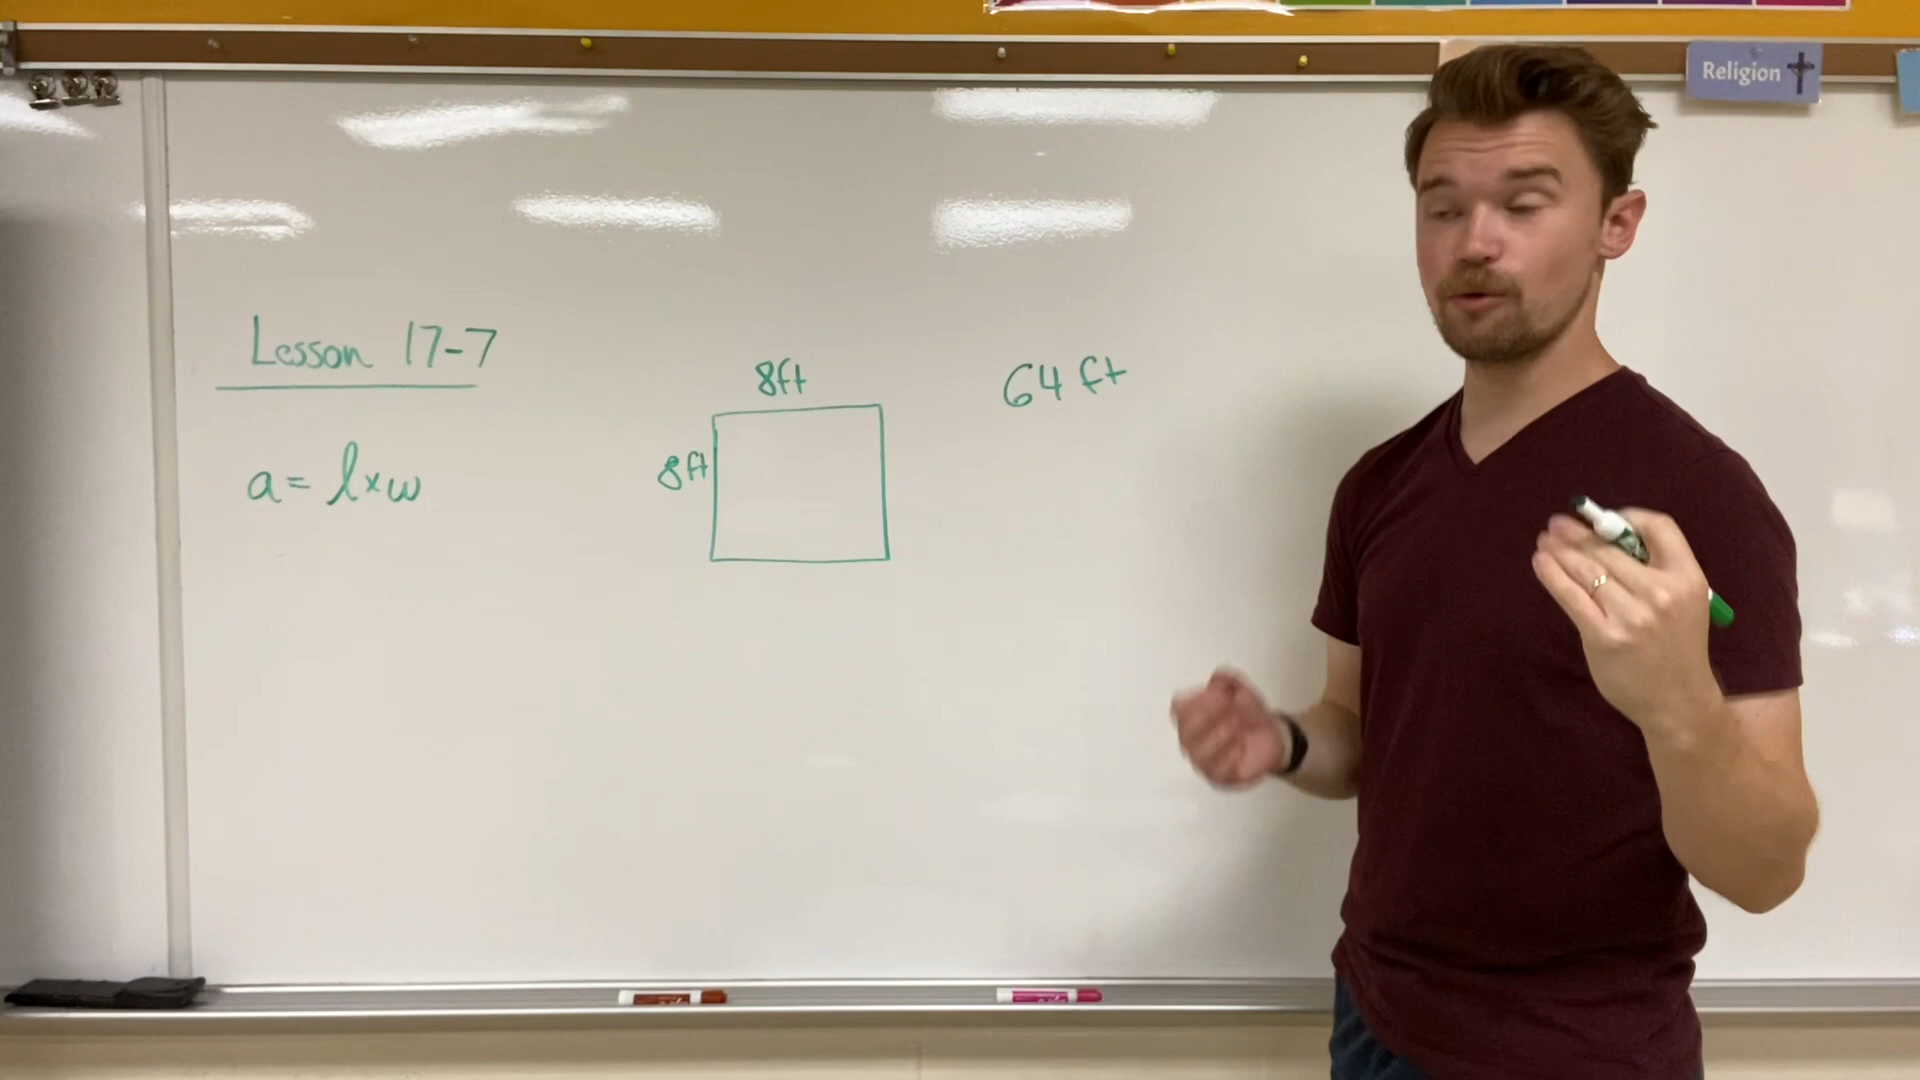 Religion
Lesson 17-7
a = l x w
8ft
8ft
64 ft